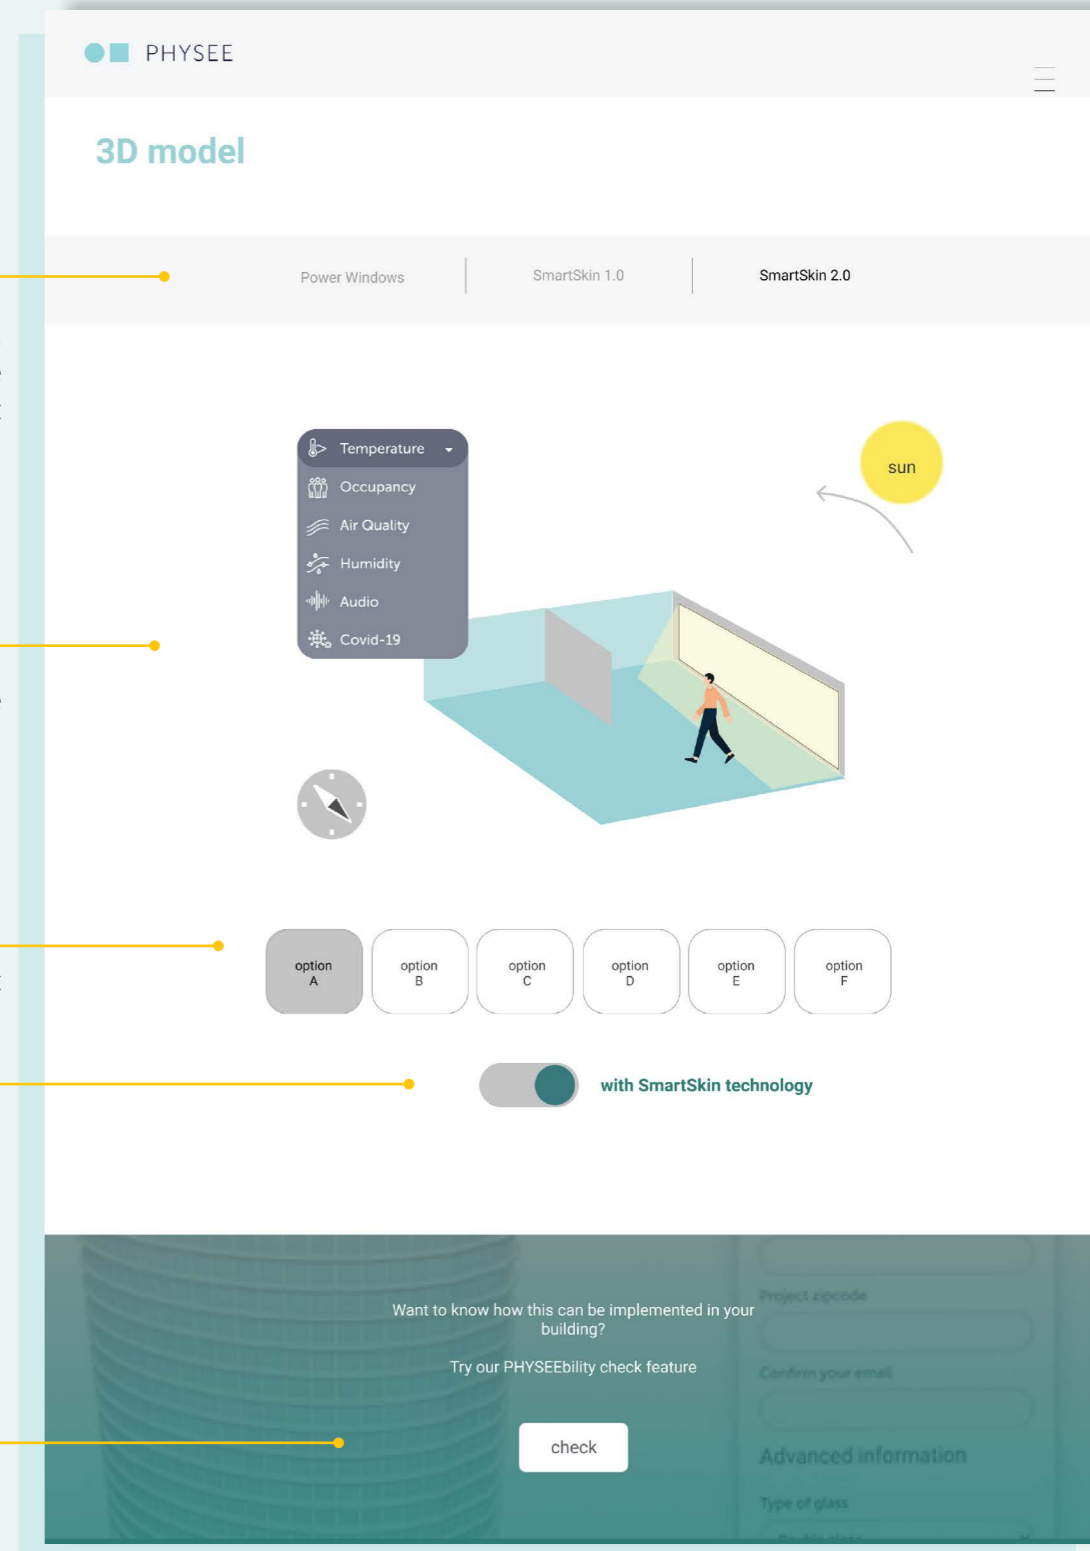 PHYSEE
3D model
Power Windows
SmartSkin 1.0
SmartSkin 2.0
Temperature
Occupancy
Air Quality
Humidity
Audio
Covid-19
sun
option
A
option
B
option
C
option
D
option
E
option
F
with SmartSkin technology
Want to know how this can be implemented in your
building?
Try our PHYSEEbility check feature
check
Project zipcode
Confirm your email
Advanced information
Type of glass
Double glass